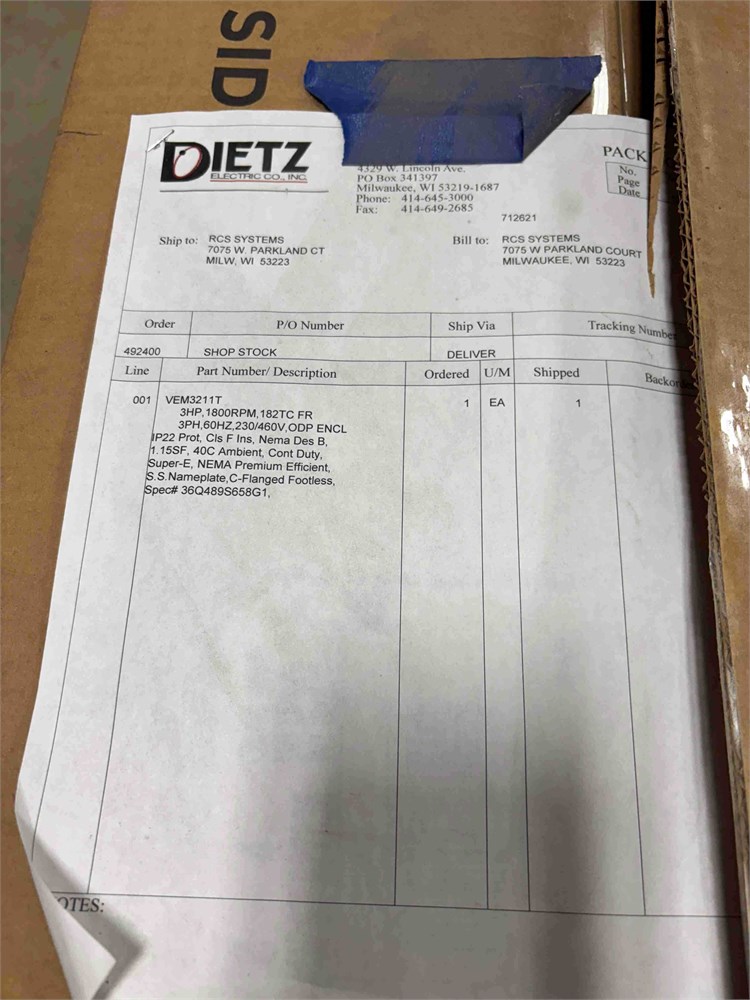 SID
DIETZ
ELECTRIC CO., INC.
4329 W. Lincoln Ave.
PO Box 341397
Milwaukee, WI 53219-1687
Phone: 414-645-3000
Fax: 414-649-2685
PACK
No.
Page
Date
712621
Ship to: RCS SYSTEMS
7075 W. PARKLAND CT
MILW, WI 53223
Bill to: RCS SYSTEMS
7075 W PARKLAND COURT
MILWAUKEE, WI 53223
Order P/O Number Ship Via Tracking Numbe
492400 SHOP STOCK DELIVER
Line Part Number/ Description Ordered U/M Shipped Backor
001 VEM3211T 1 EA 1
3HP,1800RPM,182TC FR
3PH,60HZ,230/460V,ODP ENCL
IP22 Prot, Cls F Ins, Nema Des B,
1.15SF, 40C Ambient, Cont Duty,
Super-E, NEMA Premium Efficient,
S.S.Nameplate,C-Flanged Footless,
Spec# 36Q489S658G1,
OTES: